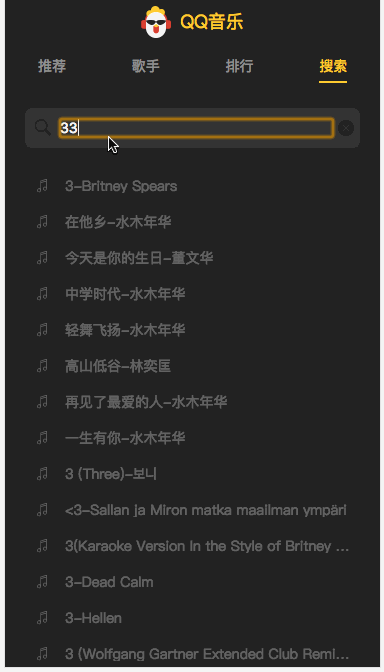 QQ音乐
推荐 歌手 排行 搜索
33
3-Britney Spears
在他乡-水木年华
今天是你的生日-董文华
中学时代-水木年华
轻舞飞扬-水木年华
高山低谷-林奕匡
再见了最爱的人-水木年华
一生有你-水木年华
3 (Three)-보니
<3-Sallan ja Miron matka maailman ympäri
3(Karaoke Version In the Style of Britney ...
3-Dead Calm
3-Hellen
3 (Wolfgang Gartner Extended Club Remi...